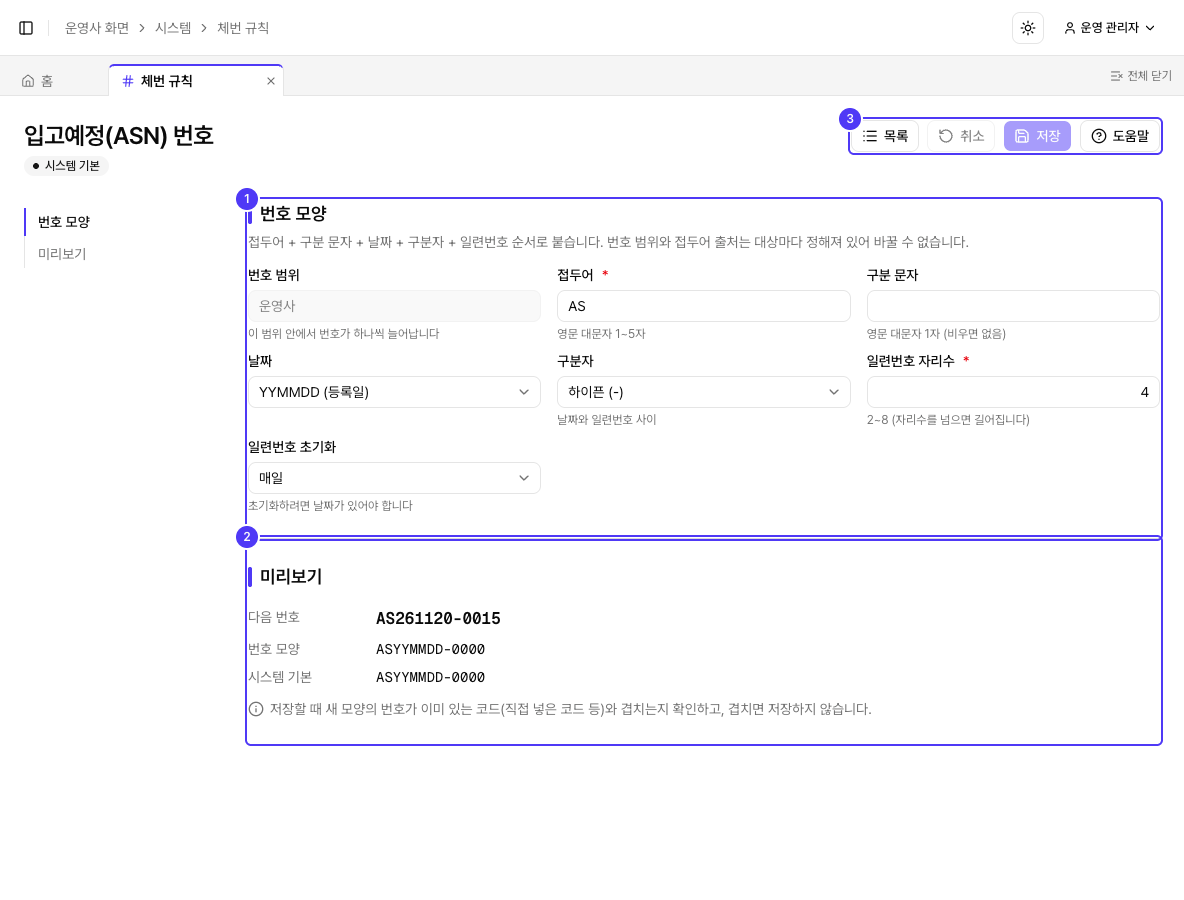 운영사 화면 > 시스템 > 체번 규칙
운영 관리자
홈
# 체번 규칙
전체 닫기
입고예정(ASN) 번호
시스템 기본
3
목록
취소
저장
도움말
번호 모양
미리보기
1
번호 모양
접두어 + 구분 문자 + 날짜 + 구분자 + 일련번호 순서로 붙습니다. 번호 범위와 접두어 출처는 대상마다 정해져 있어 바꿀 수 없습니다.
번호 범위
운영사
이 범위 안에서 번호가 하나씩 늘어납니다
접두어 *
AS
영문 대문자 1~5자
구분 문자
영문 대문자 1자 (비우면 없음)
날짜
YYMMDD (등록일)
구분자
하이픈 (-)
날짜와 일련번호 사이
일련번호 자리수 *
4
2~8 (자리수를 넘으면 길어집니다)
일련번호 초기화
매일
초기화하려면 날짜가 있어야 합니다
2
미리보기
다음 번호 AS261120-0015
번호 모양 ASYYMMDD-0000
시스템 기본 ASYYMMDD-0000
저장할 때 새 모양의 번호가 이미 있는 코드(직접 넣은 코드 등)와 겹치는지 확인하고, 겹치면 저장하지 않습니다.